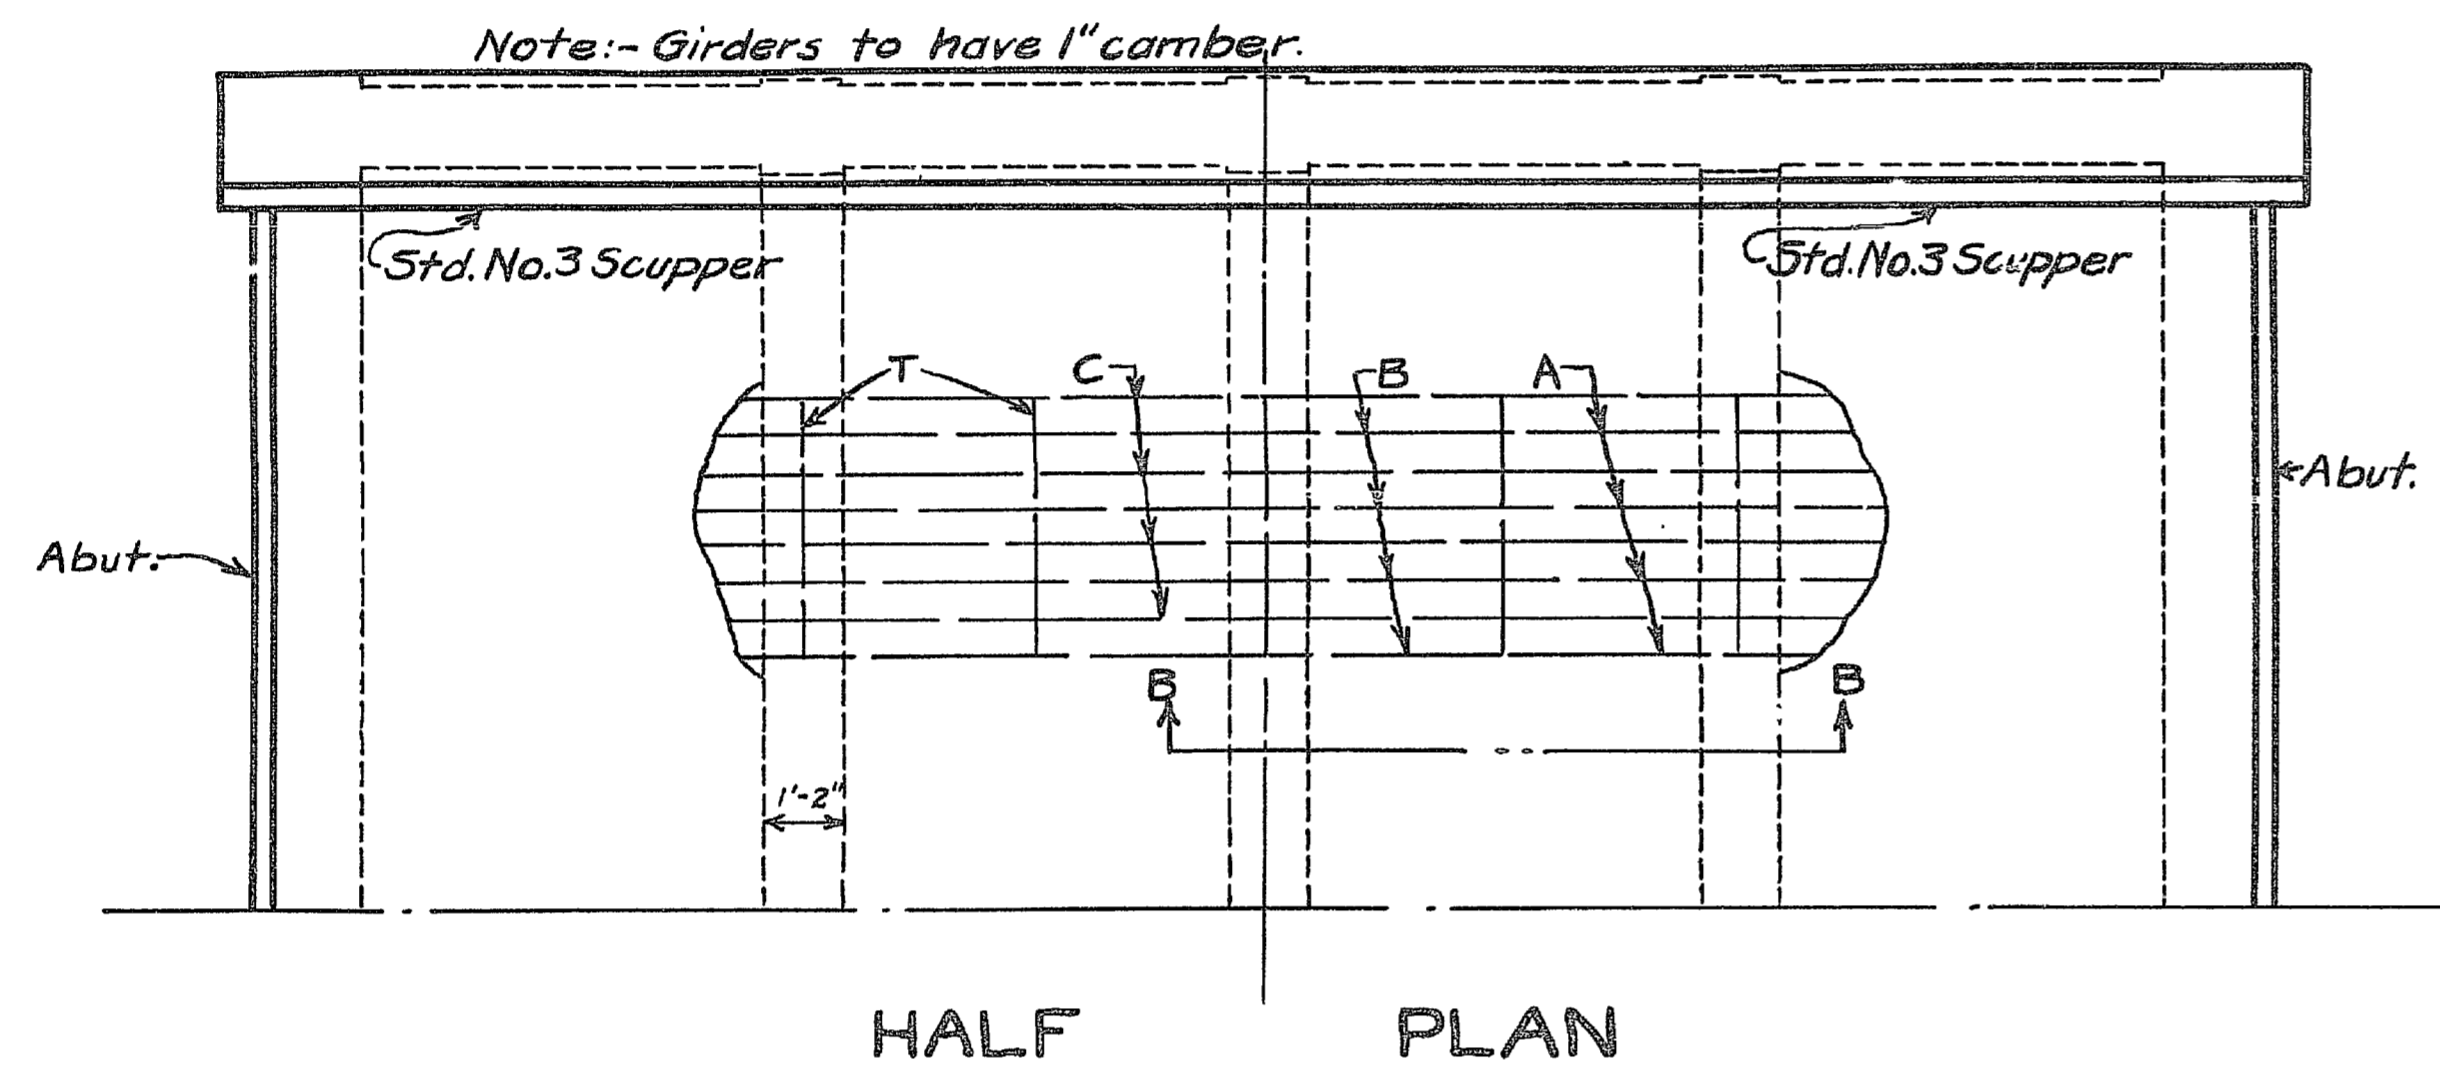 Note:- Girders to have 1" camber.
Std. No.3 Scupper
Std. No.3 Scupper
T
C
B
A
Abut.
Abut.
B
B
1'-2"
HALF PLAN